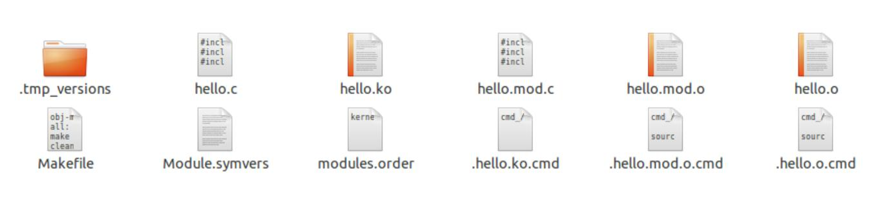 #incl
#incl
#incl
#incl
#incl
#incl
.tmp_versions
hello.c
hello.ko
hello.mod.c
hello.mod.o
hello.o
obj-m
all:
make
clean
kerne
cmd_/
cmd_/
sourc
cmd_/
sourc
Makefile
Module.symvers
modules.order
.hello.ko.cmd
.hello.mod.o.cmd
.hello.o.cmd